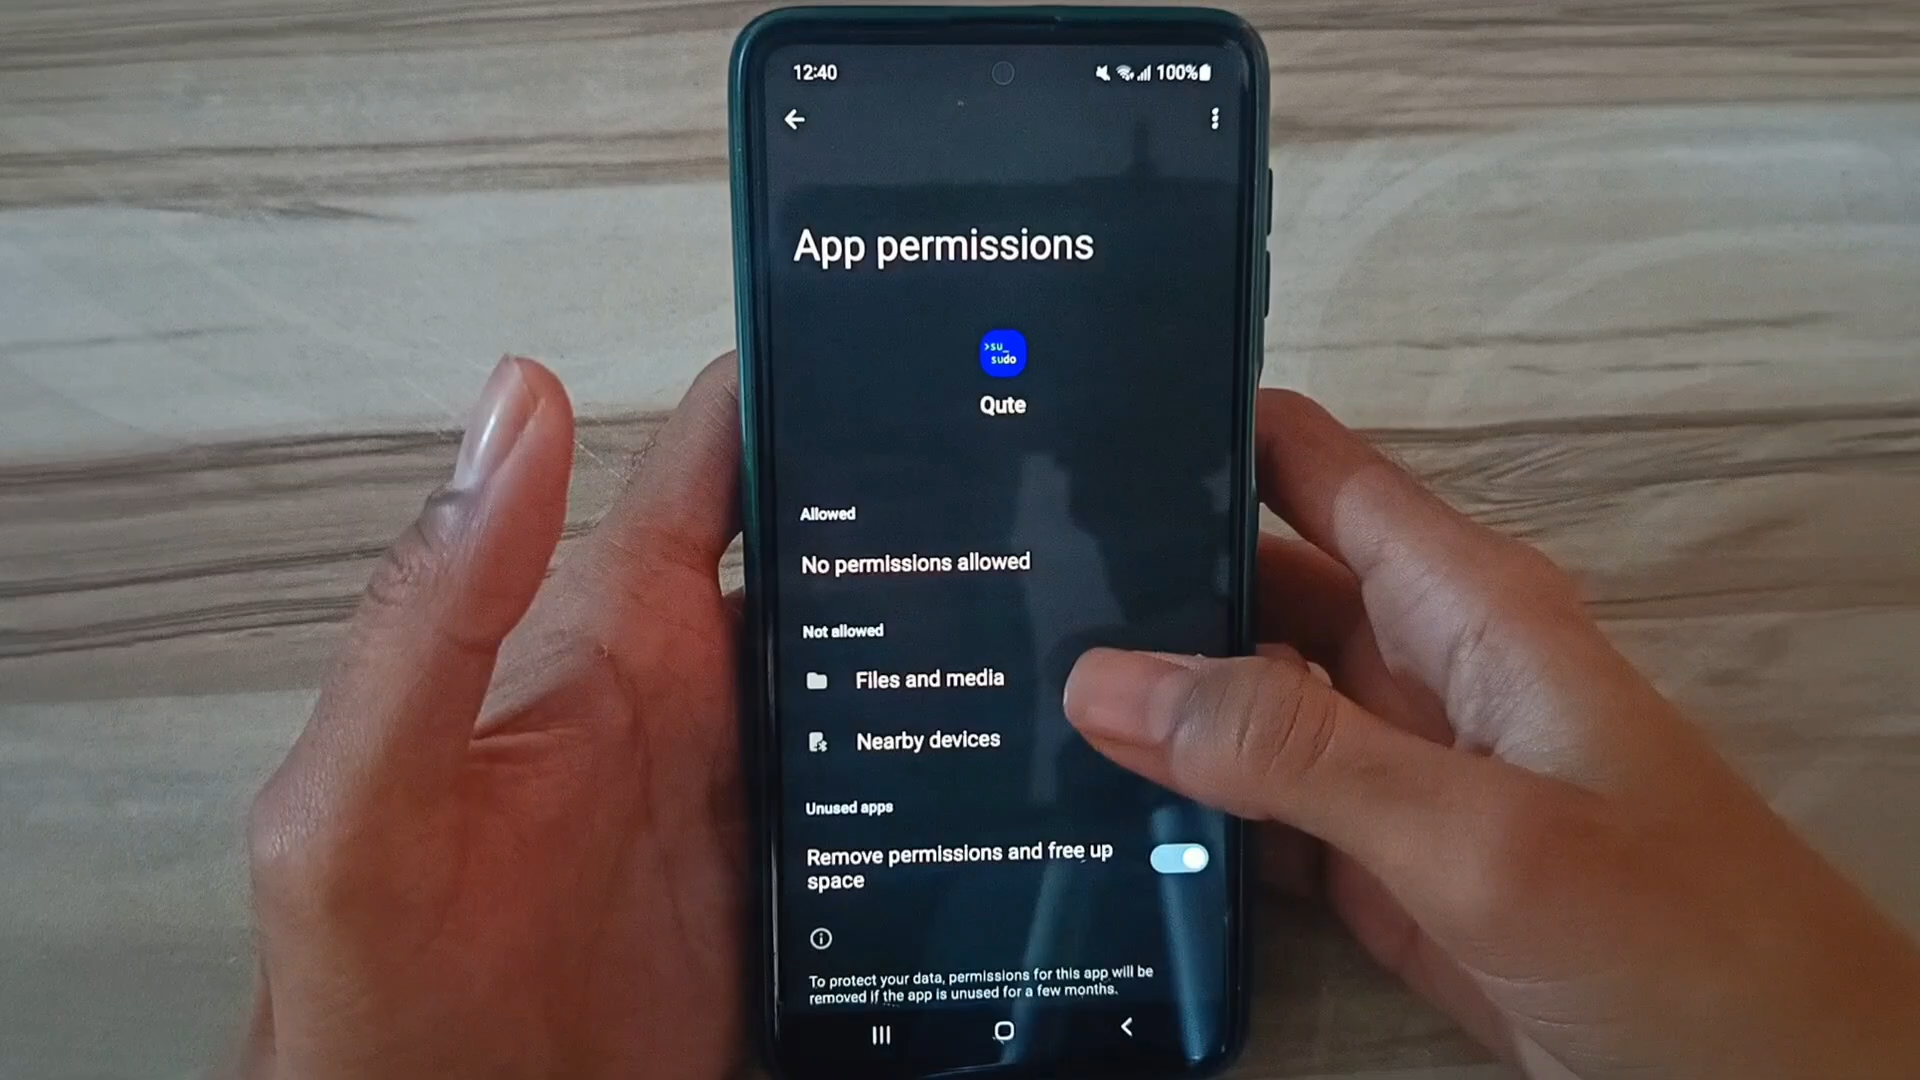 12:40
100%
App permissions
>su_
sudo
Qute
Allowed
No permissions allowed
Not allowed
Files and media
Nearby devices
Unused apps
Remove permissions and free up
space
To protect your data, permissions for this app will be
removed if the app is unused for a few months.